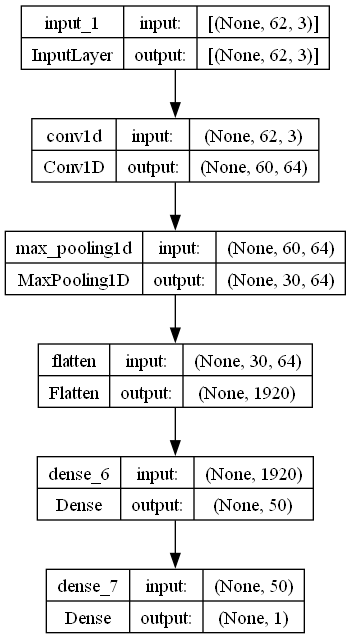 input_1 input: [(None, 62, 3)]
InputLayer output: [(None, 62, 3)]
conv1d input: (None, 62, 3)
Conv1D output: (None, 60, 64)
max_pooling1d input: (None, 60, 64)
MaxPooling1D output: (None, 30, 64)
flatten input: (None, 30, 64)
Flatten output: (None, 1920)
dense_6 input: (None, 1920)
Dense output: (None, 50)
dense_7 input: (None, 50)
Dense output: (None, 1)